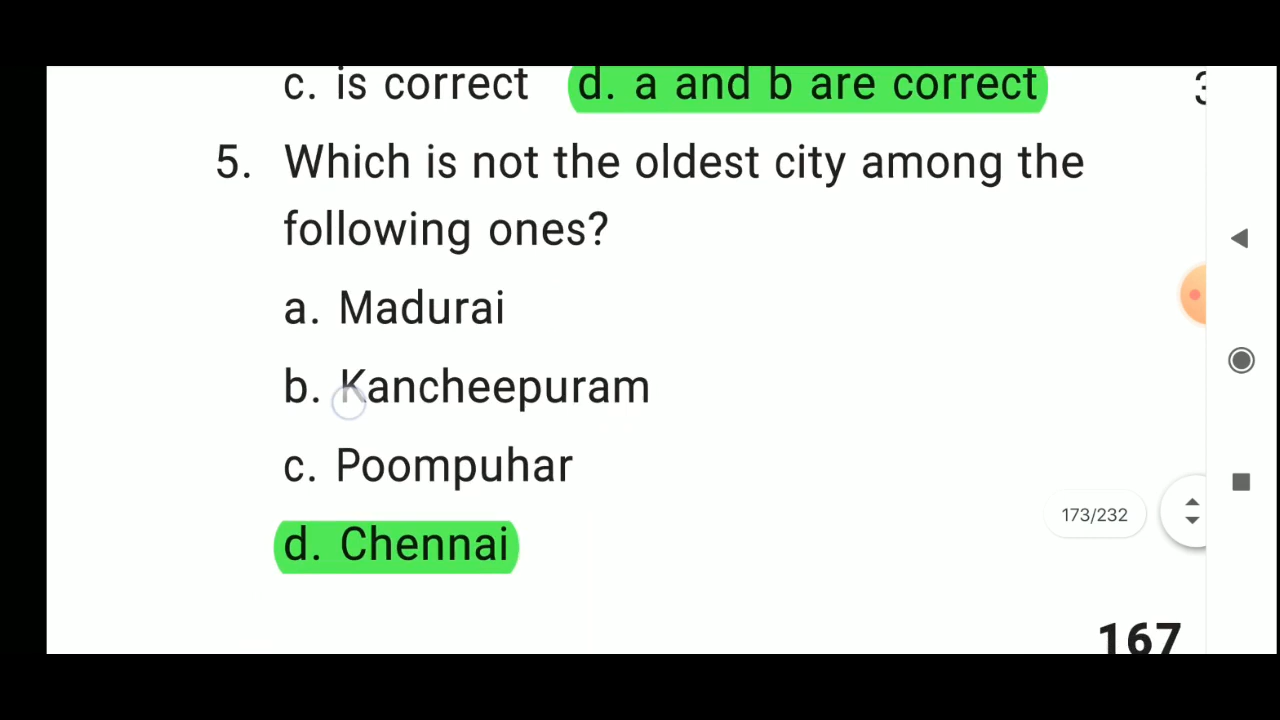 c. is correct d. a and b are correct
5. Which is not the oldest city among the
following ones?
a. Madurai
b. Kancheepuram
c. Poompuhar
173/232
d. Chennai
167